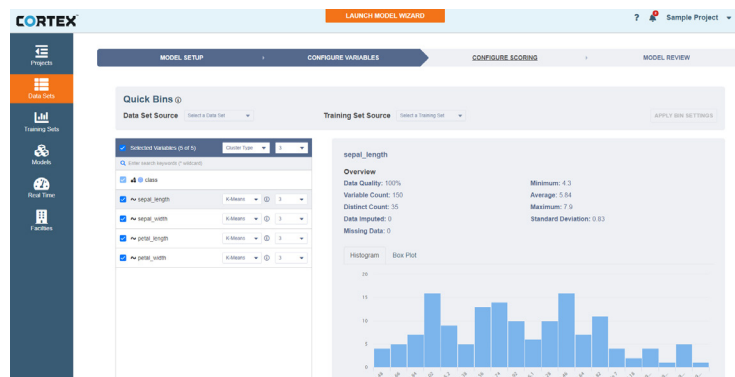 CORTEX
LAUNCH MODEL WIZARD
? Sample Project
Projects
Data Sets
Training Sets
Models
Real Time
Facilities
MODEL SETUP
CONFIGURE VARIABLES
CONFIGURE SCORING
MODEL REVIEW
Quick Bins
Data Set Source Select a Data Set
Training Set Source Select a Training Set
APPLY BIN SETTINGS
Selected Variables (5 of 5) Cluster Type 3
Enter search keywords (* wildcard)
class
sepal_length K-Means 3
sepal_width K-Means 3
petal_length K-Means 3
petal_width K-Means 3
sepal_length
Overview
Data Quality: 100%
Variable Count: 150
Distinct Count: 35
Data Imputed: 0
Missing Data: 0
Minimum: 4.3
Average: 5.84
Maximum: 7.9
Standard Deviation: 0.83
Histogram Box Plot
20
15
10
5
0